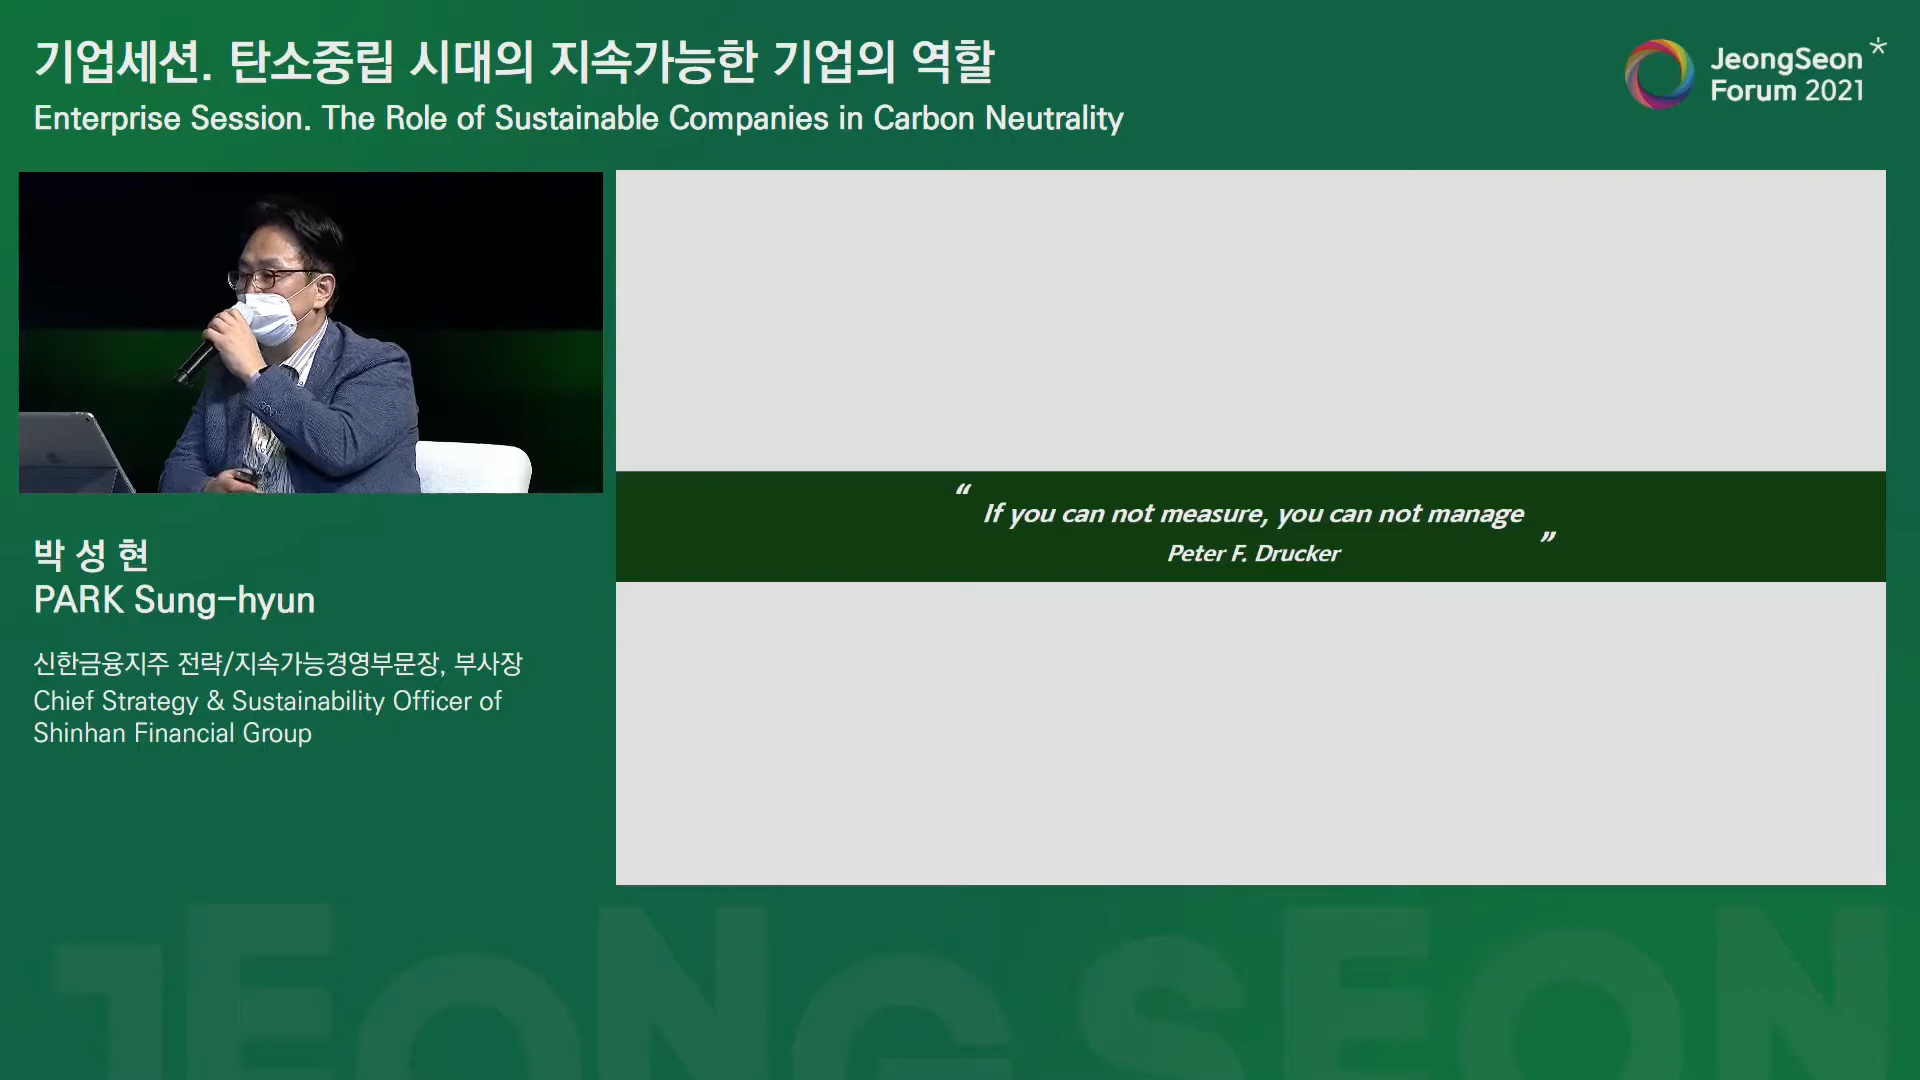 기업세션. 탄소중립 시대의 지속가능한 기업의 역할
Enterprise Session. The Role of Sustainable Companies in Carbon Neutrality
JeongSeon*
Forum 2021
“ If you can not measure, you can not manage ”
Peter F. Drucker
박 성 현
PARK Sung-hyun
신한금융지주 전략/지속가능경영부문장, 부사장
Chief Strategy & Sustainability Officer of
Shinhan Financial Group
JEONGSEON